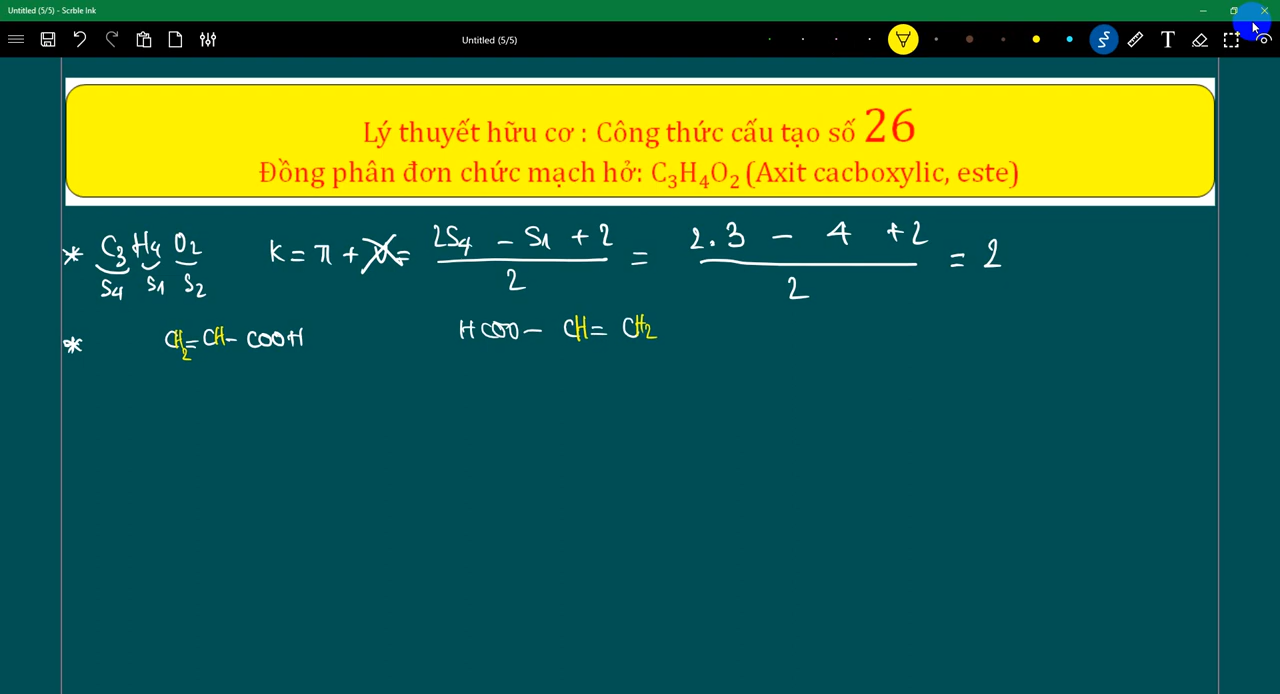 Untitled (5/5) - Scrble Ink
Untitled (5/5)
Lý thuyết hữu cơ : Công thức cấu tạo số 26
Đồng phân đơn chức mạch hở: C₃H₄O₂ (Axit cacboxylic, este)
* C₃H₄O₂ K = π + v = (2S₄ - S₁ + 2)/2 = (2.3 - 4 + 2)/2 = 2
S₄ S₁ S₂
* CH₂=CH-COOH HCOO-CH=CH₂